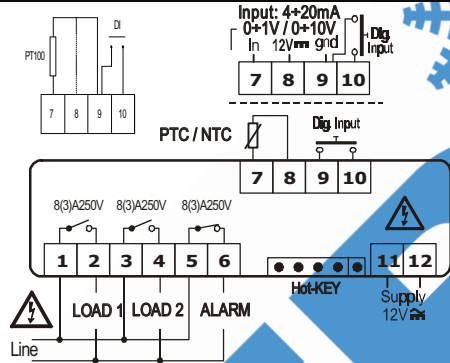 Input: 4÷20mA
0÷1V / 0÷10V
In 12V gnd
Dig.
Input
7 8 9 10
DI
PT100
7 8 9 10
PTC / NTC
Dig. Input
7 8 9 10
8(3)A250V 8(3)A250V 8(3)A250V
1 2 3 4 5 6
11 12
Hot-KEY
LOAD 1 LOAD 2 ALARM
Supply
12V
Line